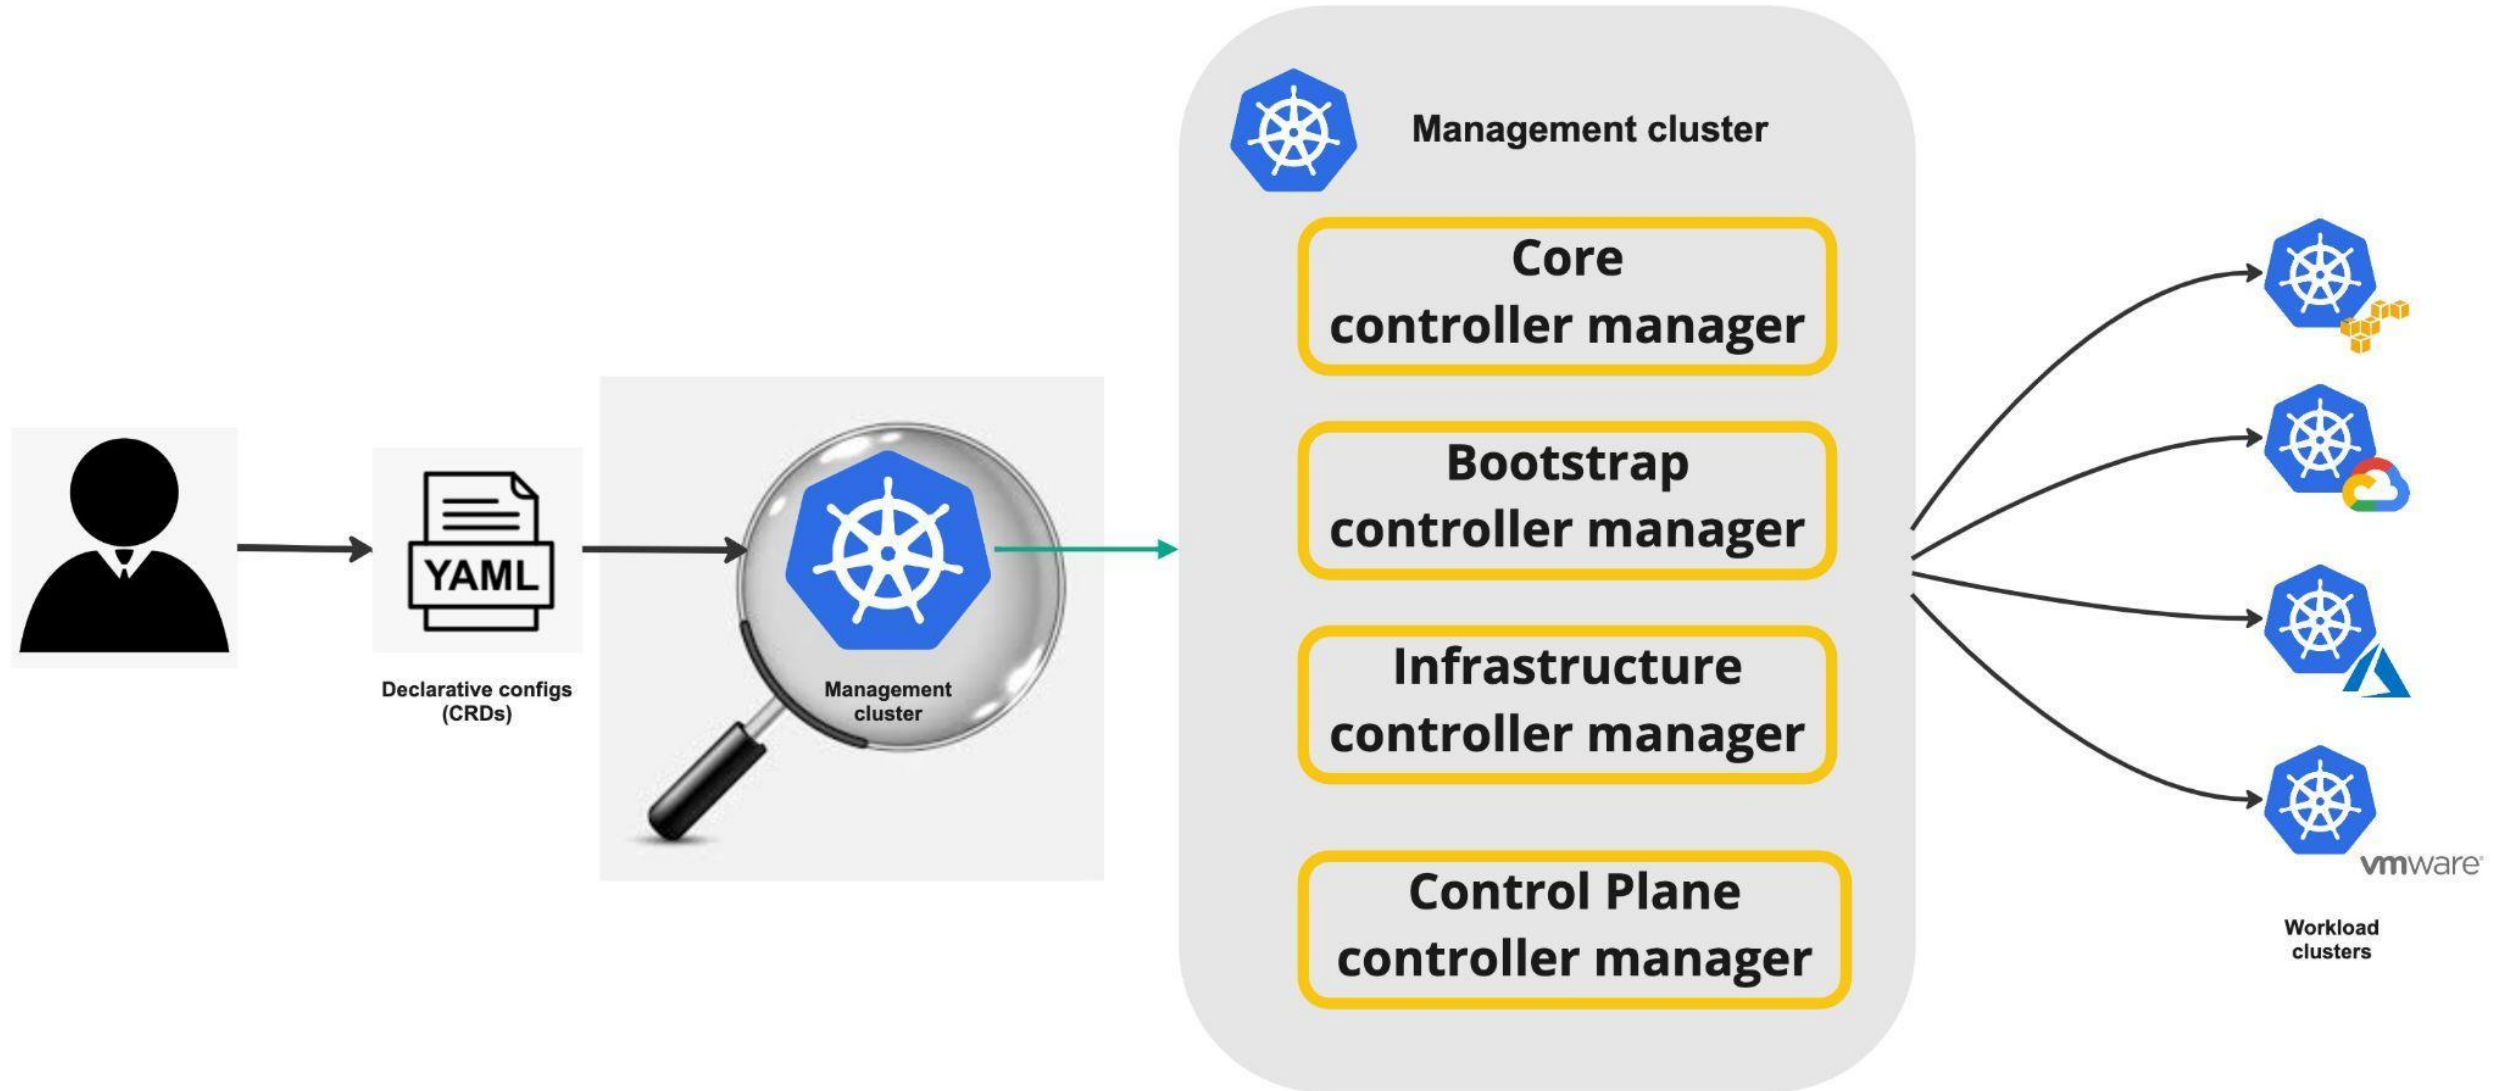 YAML
Declarative configs
(CRDs)
Management
cluster
Management cluster
Core
controller manager
Bootstrap
controller manager
Infrastructure
controller manager
Control Plane
controller manager
vmware®
Workload
clusters